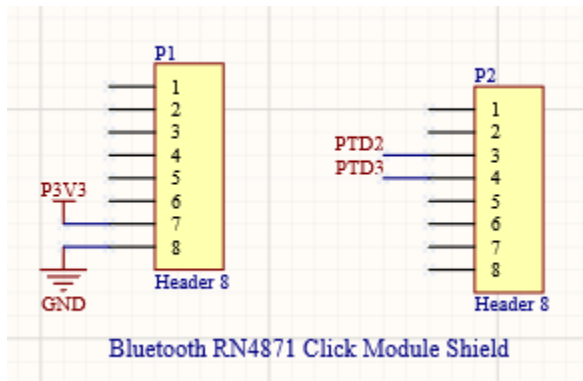 P1
1
2
3
4
5
6
7
8
P3V3
GND
Header 8
P2
1
2
3
4
5
6
7
8
PTD2
PTD3
Header 8
Bluetooth RN4871 Click Module Shield